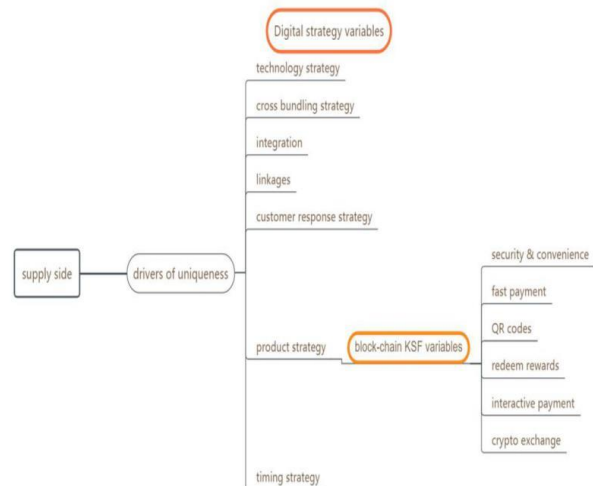 Digital strategy variables
technology strategy
cross bundling strategy
integration
linkages
customer response strategy
supply side
drivers of uniqueness
product strategy
block-chain KSF variables
security & convenience
fast payment
QR codes
redeem rewards
interactive payment
crypto exchange
timing strategy